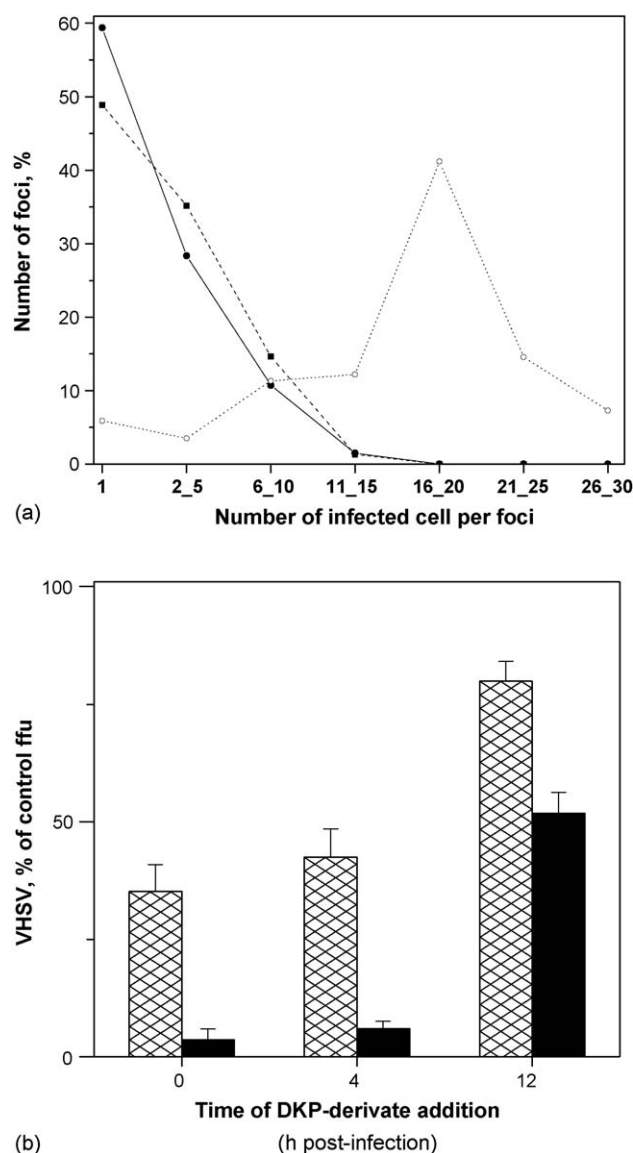 60
50
40
30
20
10
0
Number of foci, %
1 2_5 6_10 11_15 16_20 21_25 26_30
Number of infected cell per foci
(a)
100
50
0
VHSV, % of control ffu
0 4 12
Time of DKP-derivate addition
(h post-infection)
(b)